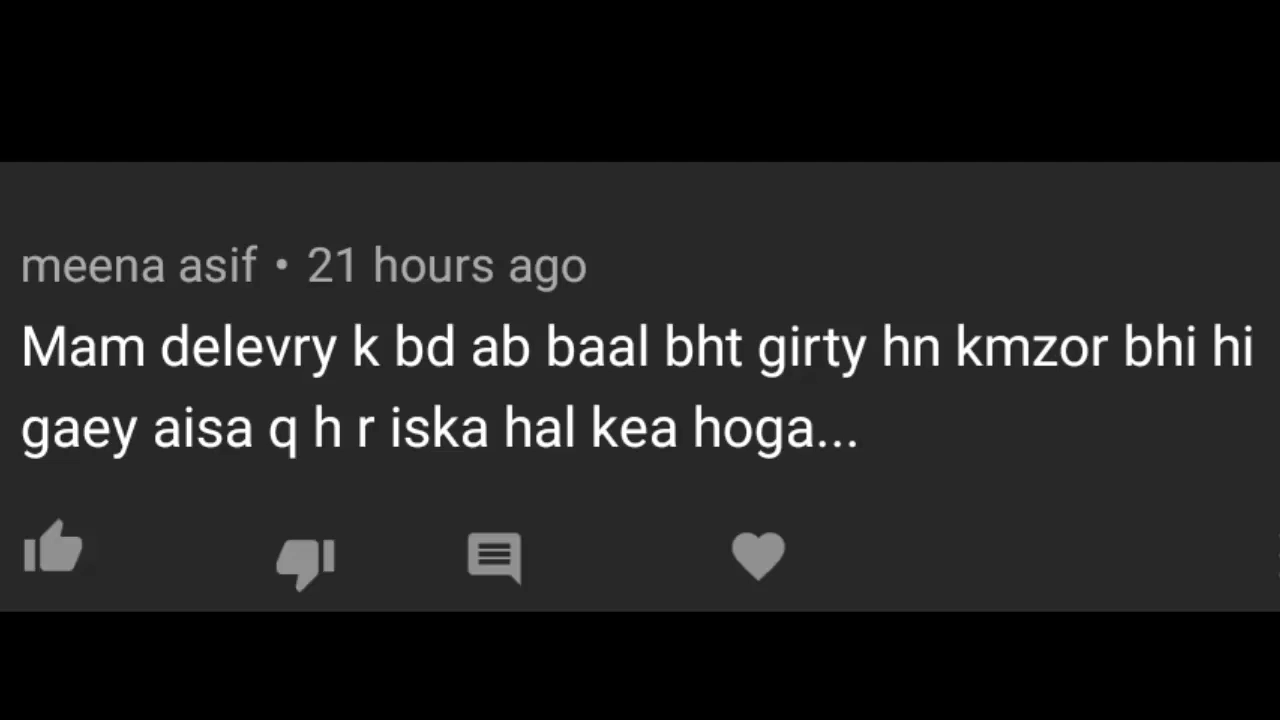 meena asif • 21 hours ago
Mam delevry k bd ab baal bht girty hn kmzor bhi hi
gaey aisa q h r iska hal kea hoga...